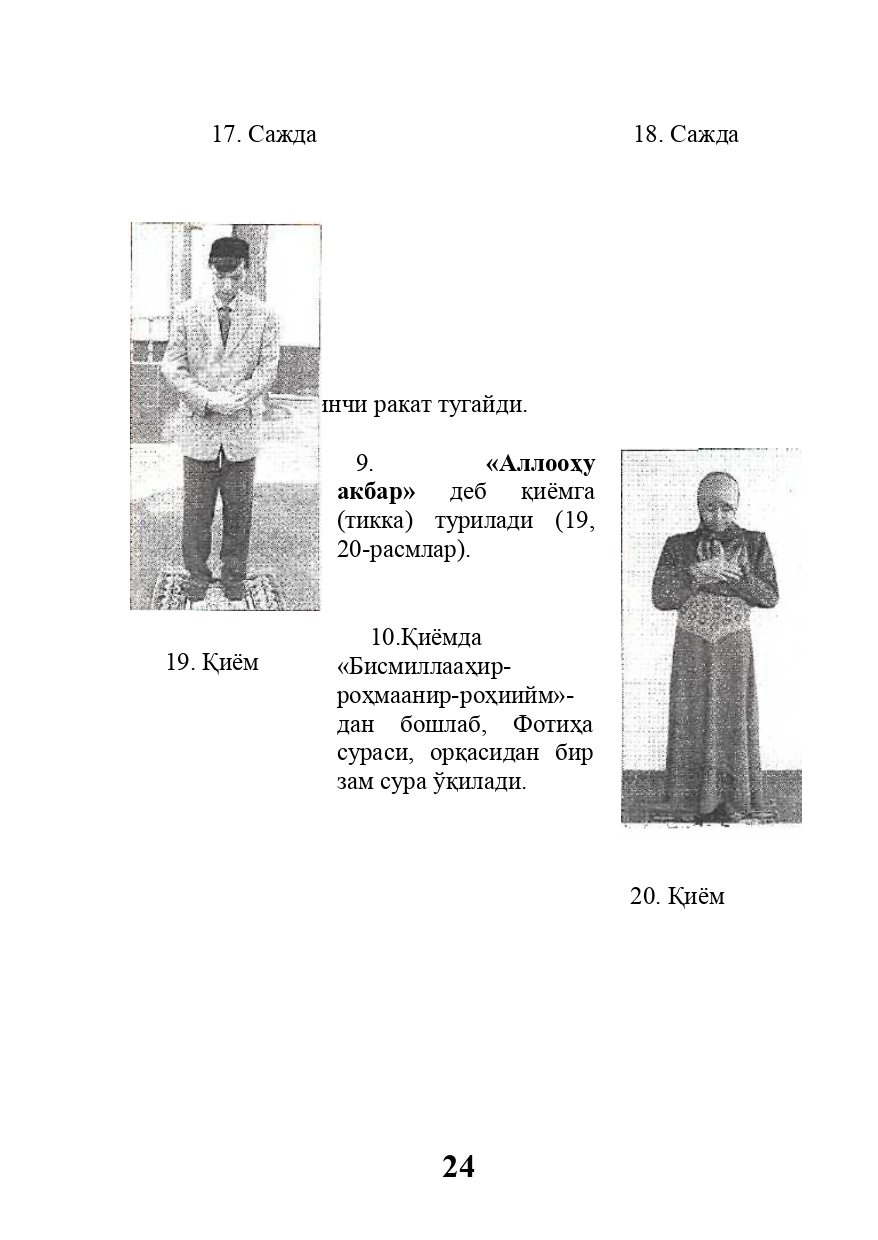 17. Сажда
18. Сажда
инчи ракат тугайди.
9. «Аллооҳу
акбар» деб қиёмга
(тикка) турилади (19,
20-расмлар).
10.Қиёмда
«Бисмиллааҳир-
роҳмаанир-роҳиийм»-
дан бошлаб, Фотиҳа
сураси, орқасидан бир
зам сура ўқилади.
19. Қиём
20. Қиём
24